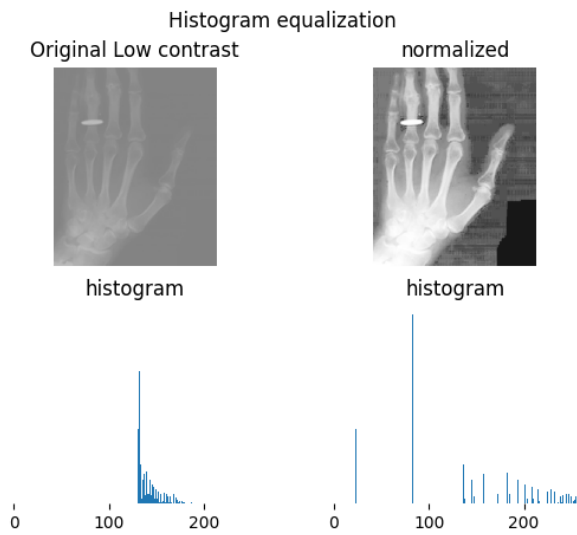 Histogram equalization
Original Low contrast
normalized
histogram
histogram
0 100 200
0 100 200